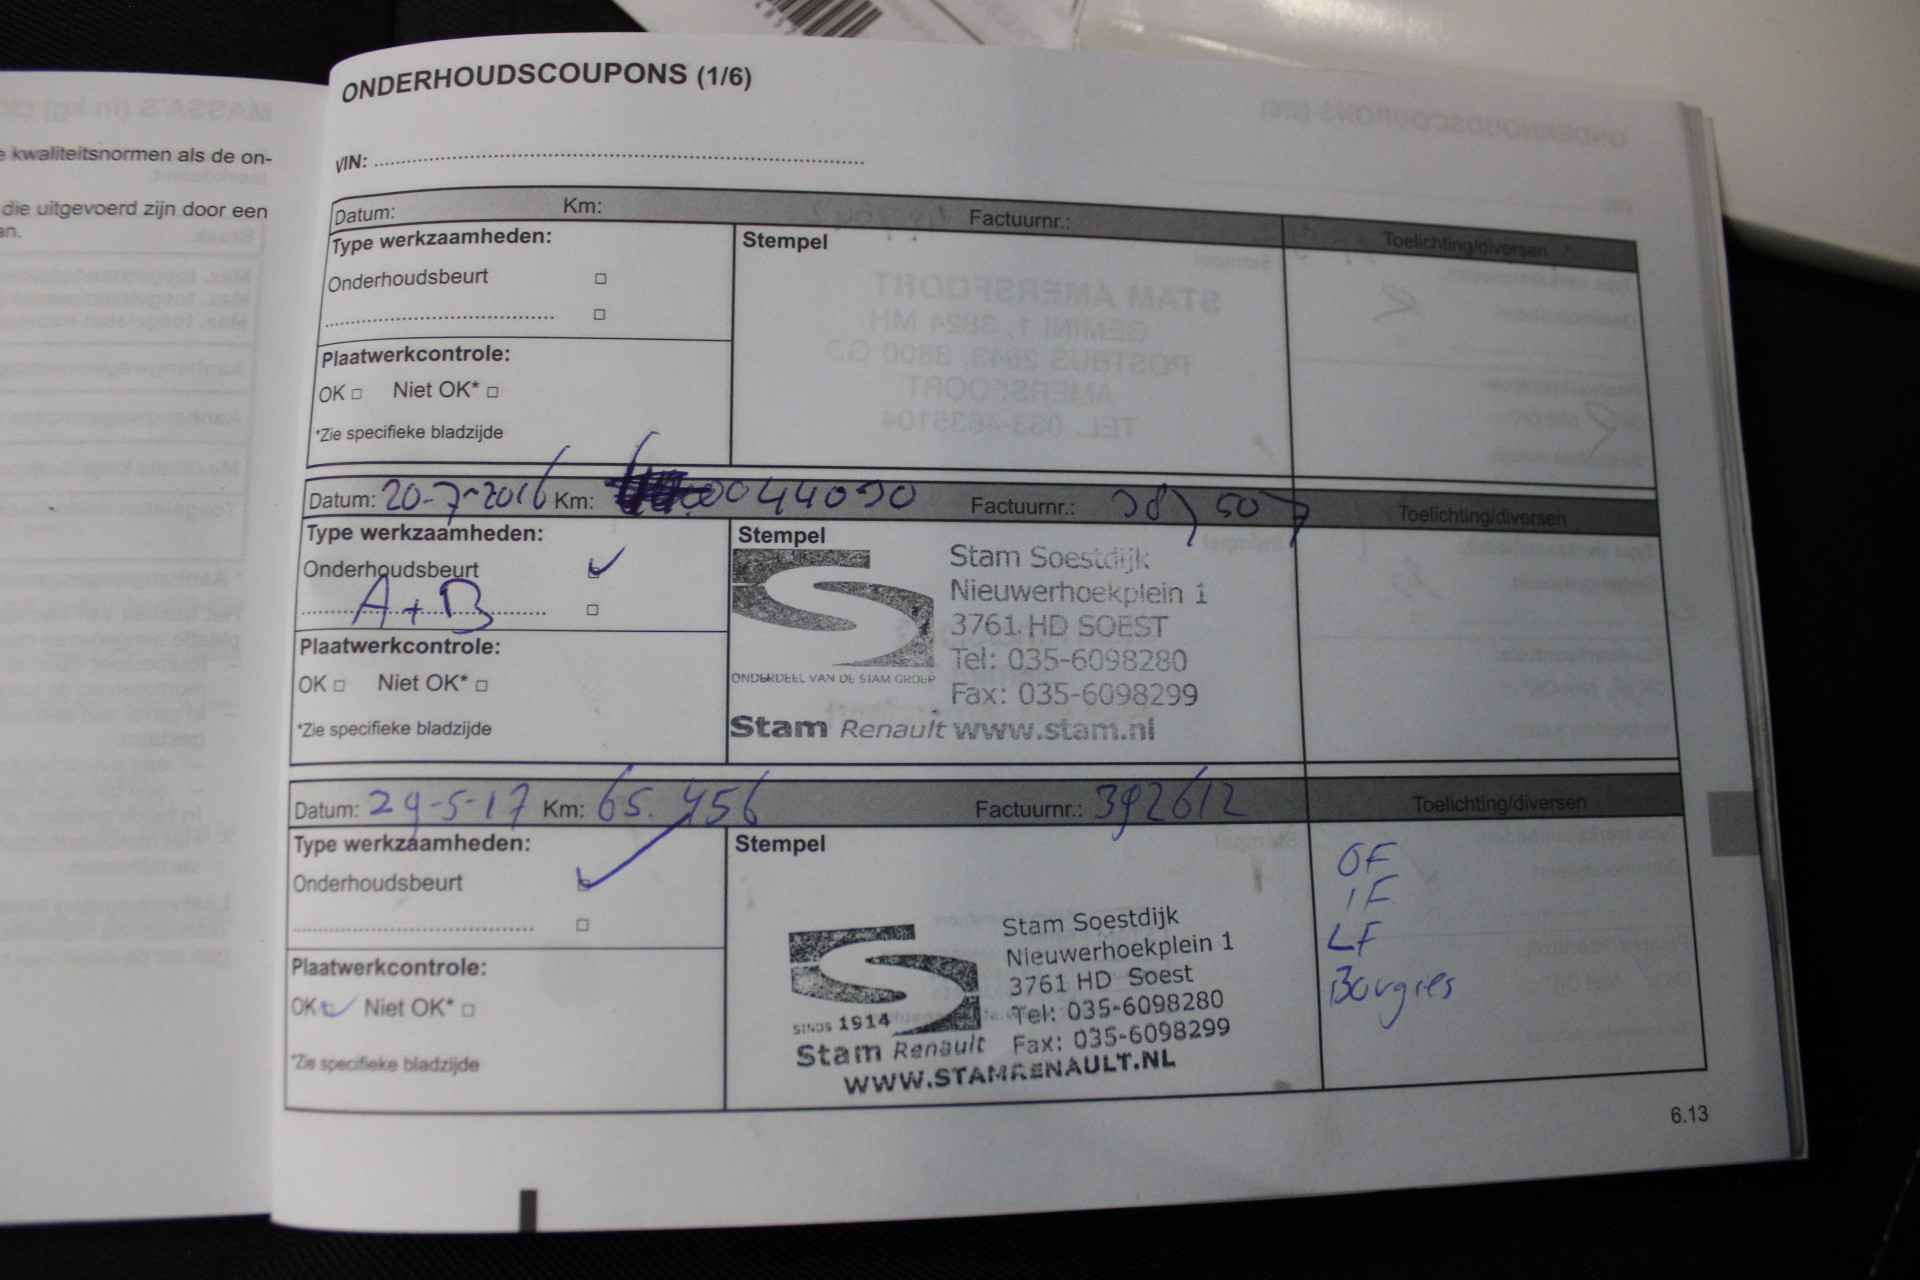 ONDERHOUDSCOUPONS (1/6)
e kwaliteitsnormen als de on-
die uitgevoerd zijn door een
an.
VIN:
Datum: Km: Factuurnr.: Toelichting/diversen
Type werkzaamheden: Stempel
Onderhoudsbeurt
Plaatwerkcontrole:
OK □ Niet OK* □
*Zie specifieke bladzijde
Datum: 20-7-2016 Km: 0044090 Factuurnr.: Toelichting/diversen
Type werkzaamheden: Stempel
Onderhoudsbeurt
A+B
Plaatwerkcontrole:
OK □ Niet OK* □
*Zie specifieke bladzijde
Stam Soestdijk
Nieuwerhoekplein 1
3761 HD SOEST
Tel: 035-6098280
ONDERDEEL VAN DE STAM GROEP
Fax: 035-6098299
Stam Renault www.stam.nl
Datum: 29-5-17 Km: 65.456 Factuurnr.: 392612 Toelichting/diversen
Type werkzaamheden: Stempel
Onderhoudsbeurt
Plaatwerkcontrole:
OK Niet OK* □
*Zie specifieke bladzijde
Stam Soestdijk
Nieuwerhoekplein 1
3761 HD Soest
Tel: 035-6098280
SINDS 1914
Fax: 035-6098299
Stam Renault
WWW.STAMRENAULT.NL
OF
IF
LF
Bougies
6.13